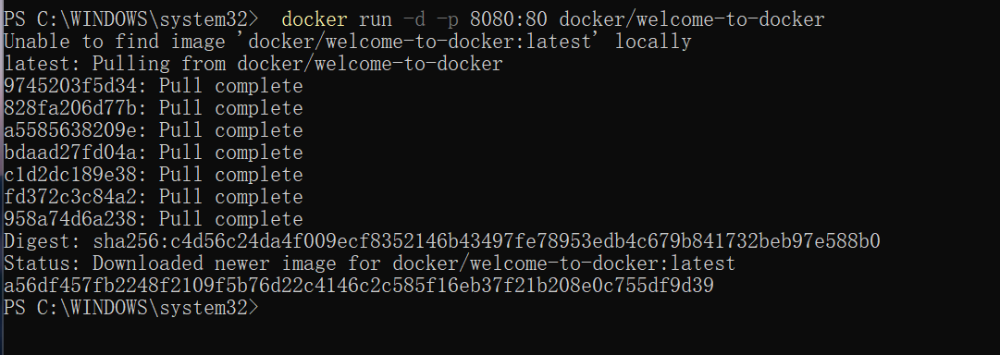 PS C:\WINDOWS\system32>  docker run -d -p 8080:80 docker/welcome-to-docker
Unable to find image 'docker/welcome-to-docker:latest' locally
latest: Pulling from docker/welcome-to-docker
9745203f5d34: Pull complete
828fa206d77b: Pull complete
a5585638209e: Pull complete
bdaad27fd04a: Pull complete
c1d2dc189e38: Pull complete
fd372c3c84a2: Pull complete
958a74d6a238: Pull complete
Digest: sha256:c4d56c24da4f009ecf8352146b43497fe78953edb4c679b841732beb97e588b0
Status: Downloaded newer image for docker/welcome-to-docker:latest
a56df457fb2248f2109f5b76d22c4146c2c585f16eb37f21b208e0c755df9d39
PS C:\WINDOWS\system32>